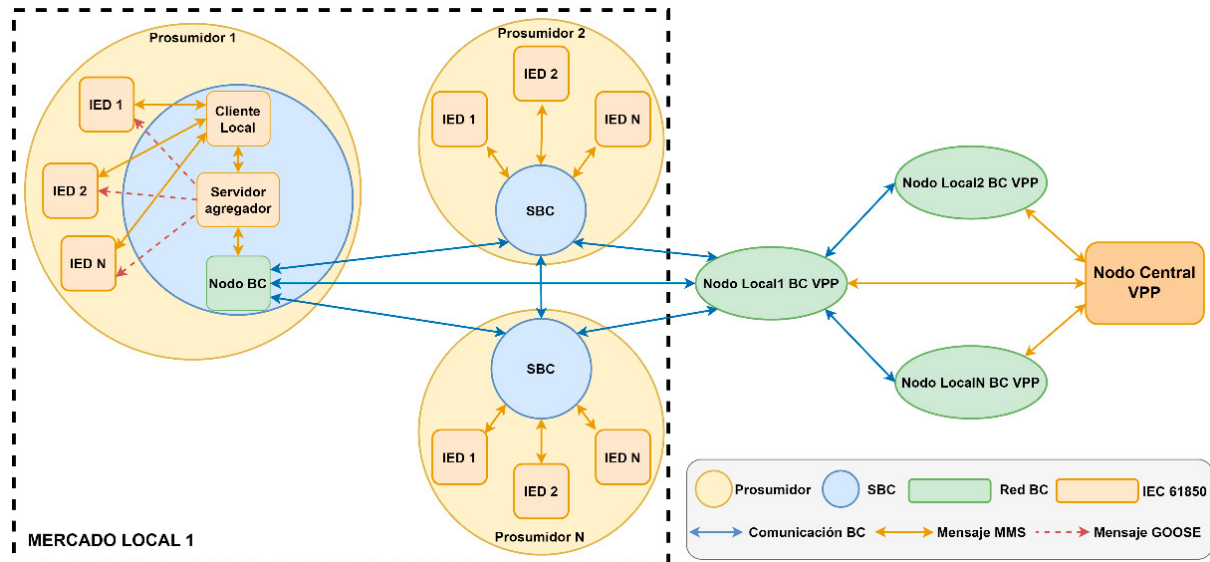 Prosumidor 1
IED 1
IED 2
IED N
Cliente
Local
Servidor
agregador
Nodo BC
Prosumidor 2
IED 1
IED 2
IED N
SBC
SBC
IED 1
IED 2
IED N
Prosumidor N
MERCADO LOCAL 1
Nodo Local1 BC VPP
Nodo Local2 BC VPP
Nodo LocalN BC VPP
Nodo Central
VPP
Prosumidor
SBC
Red BC
IEC 61850
Comunicación BC
Mensaje MMS
Mensaje GOOSE